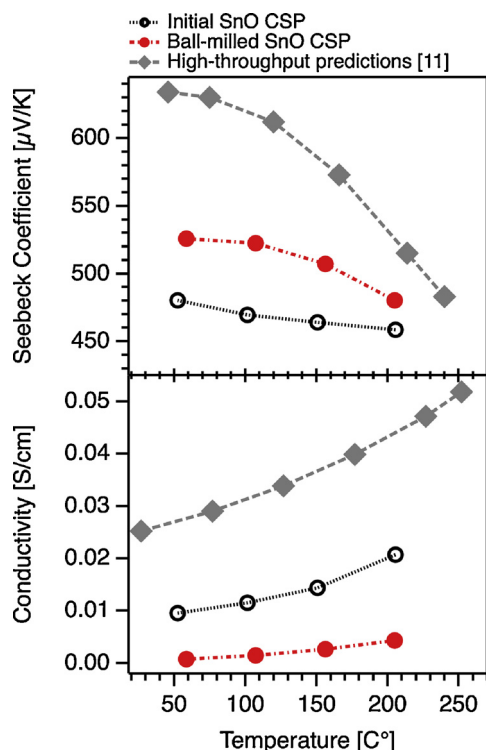 Initial SnO CSP
Ball-milled SnO CSP
High-throughput predictions [11]
Seebeck Coefficient [µV/K]
600
550
500
450
Conductivity [S/cm]
0.05
0.04
0.03
0.02
0.01
0.00
50 100 150 200 250
Temperature [C°]